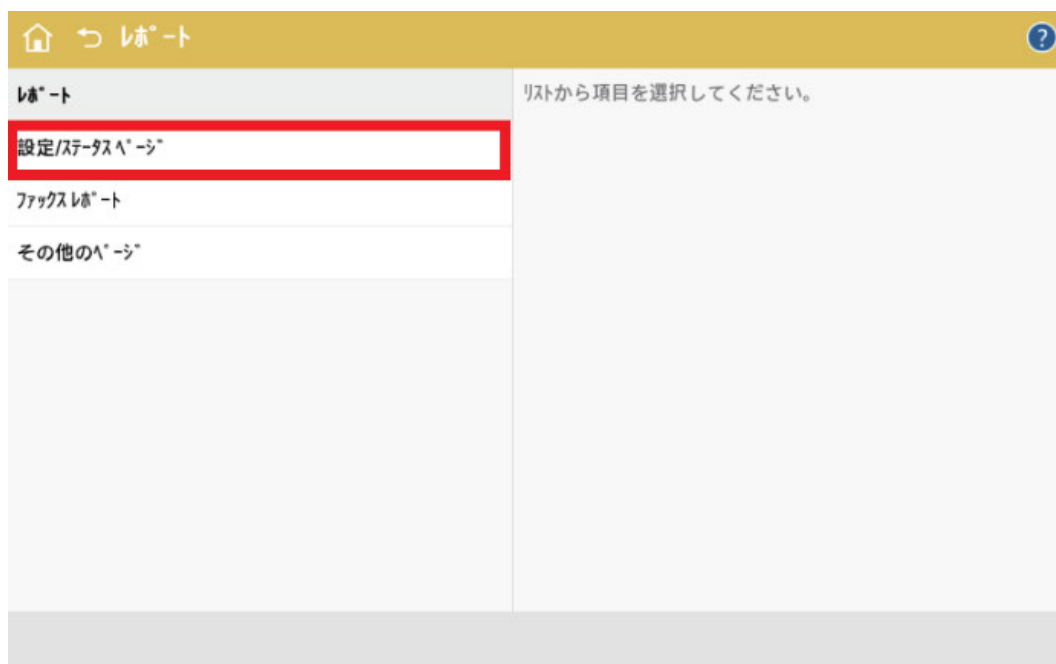 ﾚﾎﾟｰﾄ
?
ﾚﾎﾟｰﾄ
リストから項目を選択してください。
設定/ｽﾃｰﾀｽ ﾍﾟｰｼﾞ
ﾌｧｯｸｽ ﾚﾎﾟｰﾄ
その他のﾍﾟｰｼﾞ